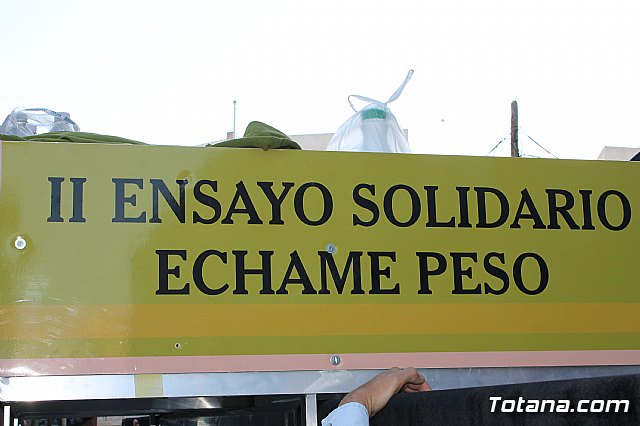 II ENSAYO SOLIDARIO
ECHAME PESO
Totana.com®